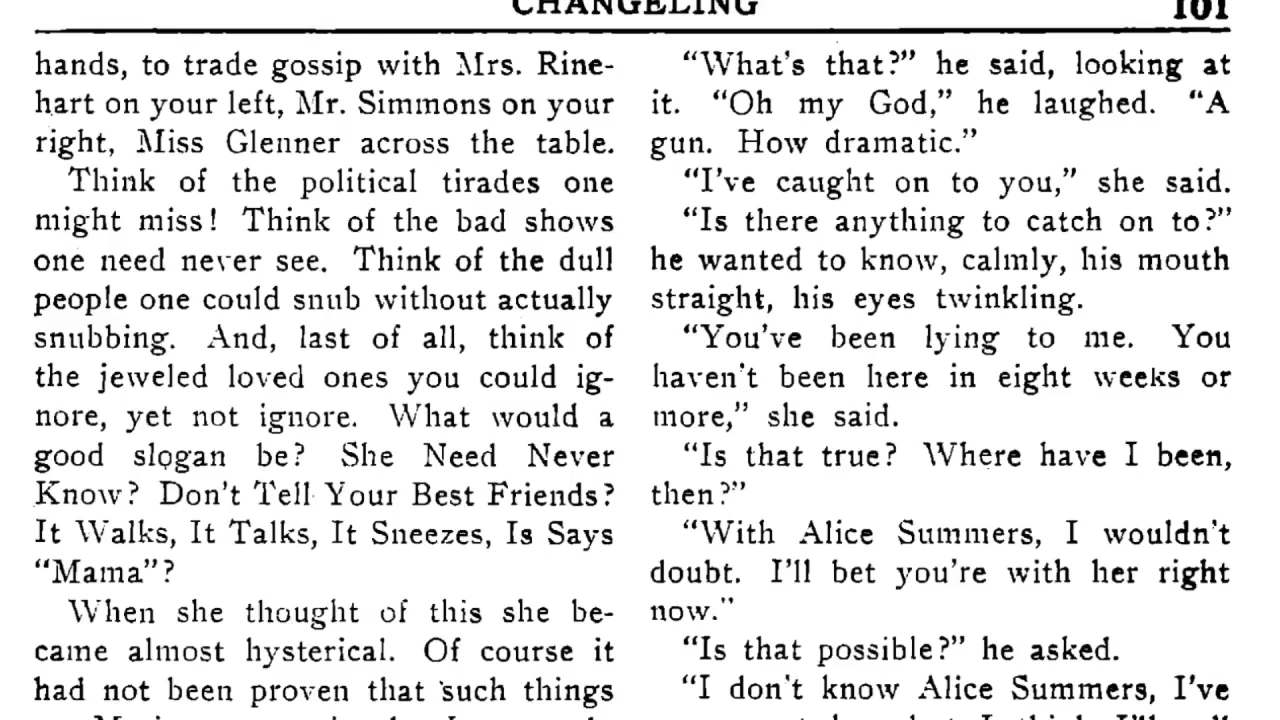 CHANGELING
101
hands, to trade gossip with Mrs. Rine-
hart on your left, Mr. Simmons on your
right, Miss Glenner across the table.
Think of the political tirades one
might miss! Think of the bad shows
one need never see. Think of the dull
people one could snub without actually
snubbing. And, last of all, think of
the jeweled loved ones you could ig-
nore, yet not ignore. What would a
good slogan be? She Need Never
Know? Don't Tell Your Best Friends?
It Walks, It Talks, It Sneezes, Is Says
“Mama”?
When she thought of this she be-
came almost hysterical. Of course it
had not been proven that such things
“What's that?” he said, looking at
it. “Oh my God,” he laughed. “A
gun. How dramatic.”
“I've caught on to you,” she said.
“Is there anything to catch on to?”
he wanted to know, calmly, his mouth
straight, his eyes twinkling.
“You've been lying to me. You
haven't been here in eight weeks or
more,” she said.
“Is that true? Where have I been,
then?”
“With Alice Summers, I wouldn't
doubt. I'll bet you're with her right
now.”
“Is that possible?” he asked.
“I don't know Alice Summers, I've